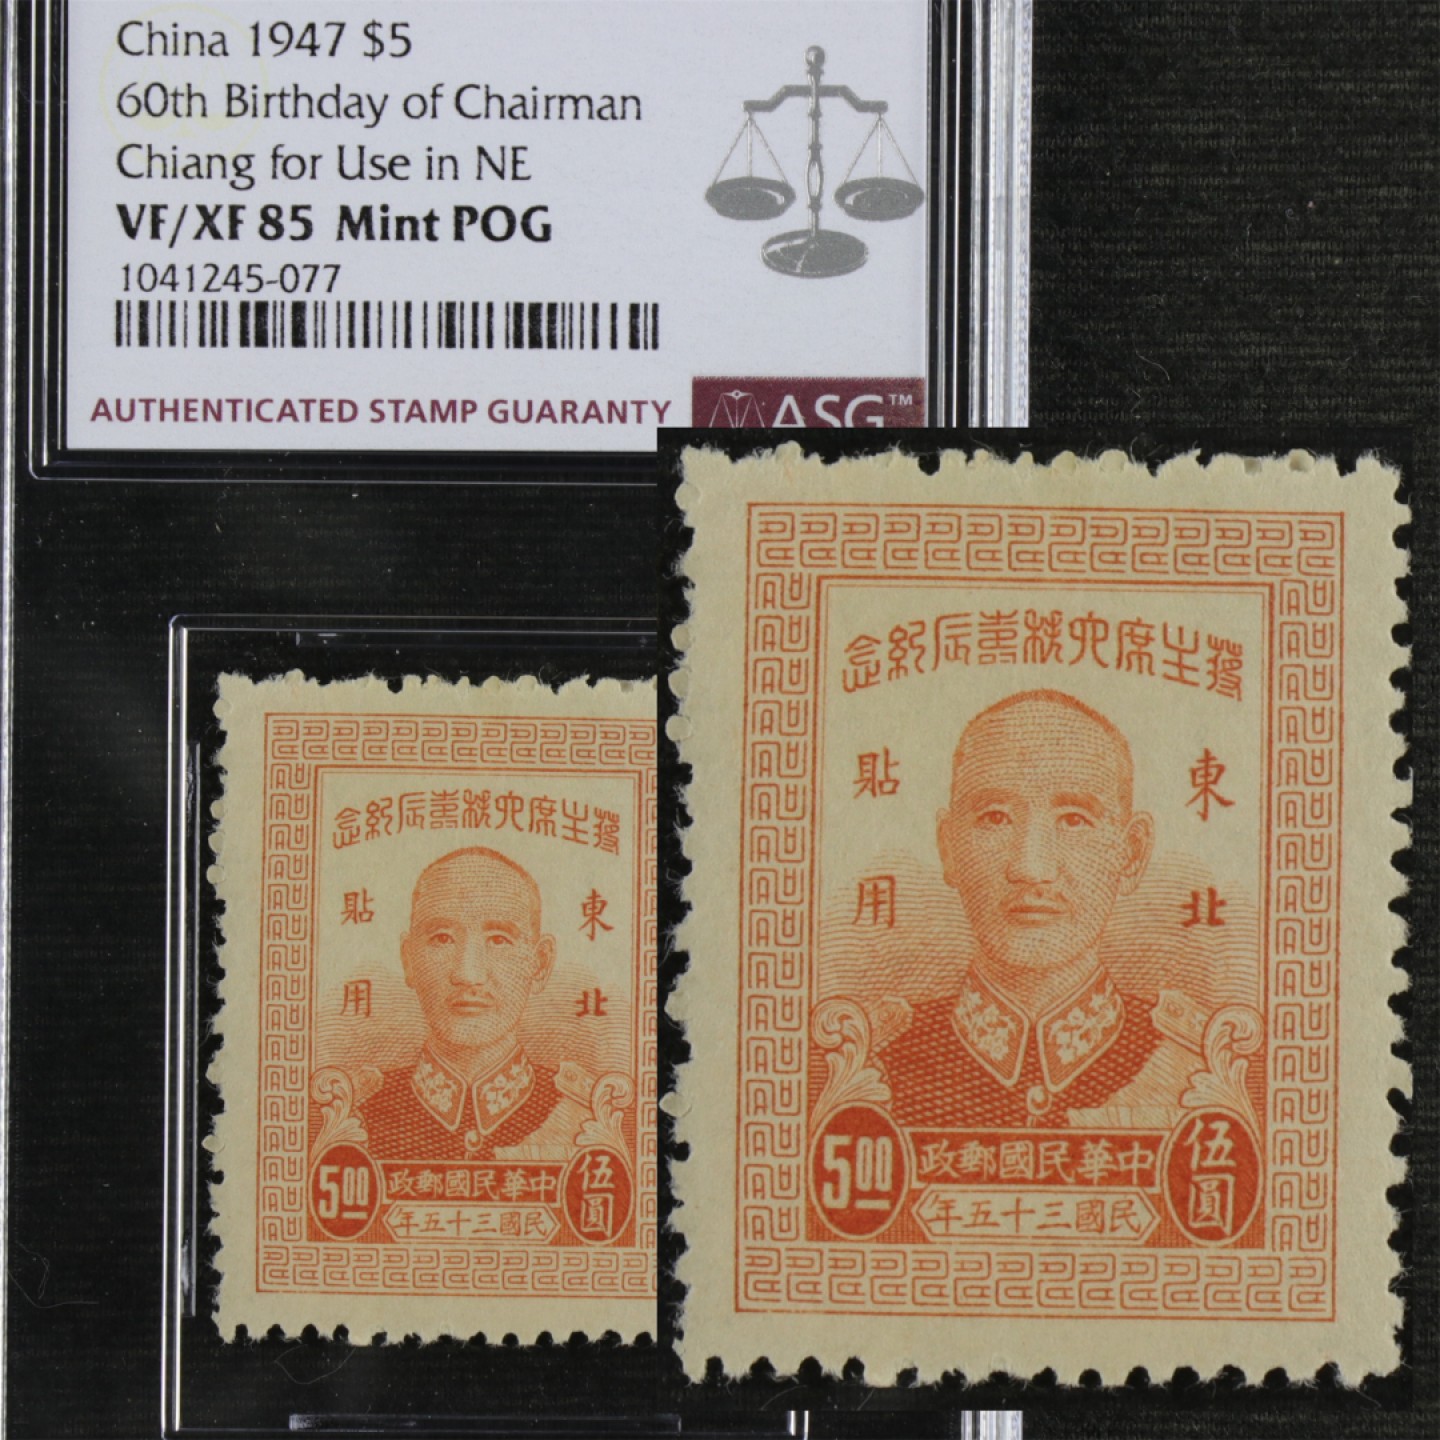 China 1947 $5
60th Birthday of Chairman
Chiang for Use in NE
VF/XF 85 Mint POG
1041245-077
AUTHENTICATED STAMP GUARANTY
ASG™
蔣主席六秩壽辰紀念
東北
貼用
5.00
中華民國郵政
伍圓
民國三十五年
蔣主席六秩壽辰紀念
東北
貼用
5.00
中華民國郵政
伍圓
民國三十五年